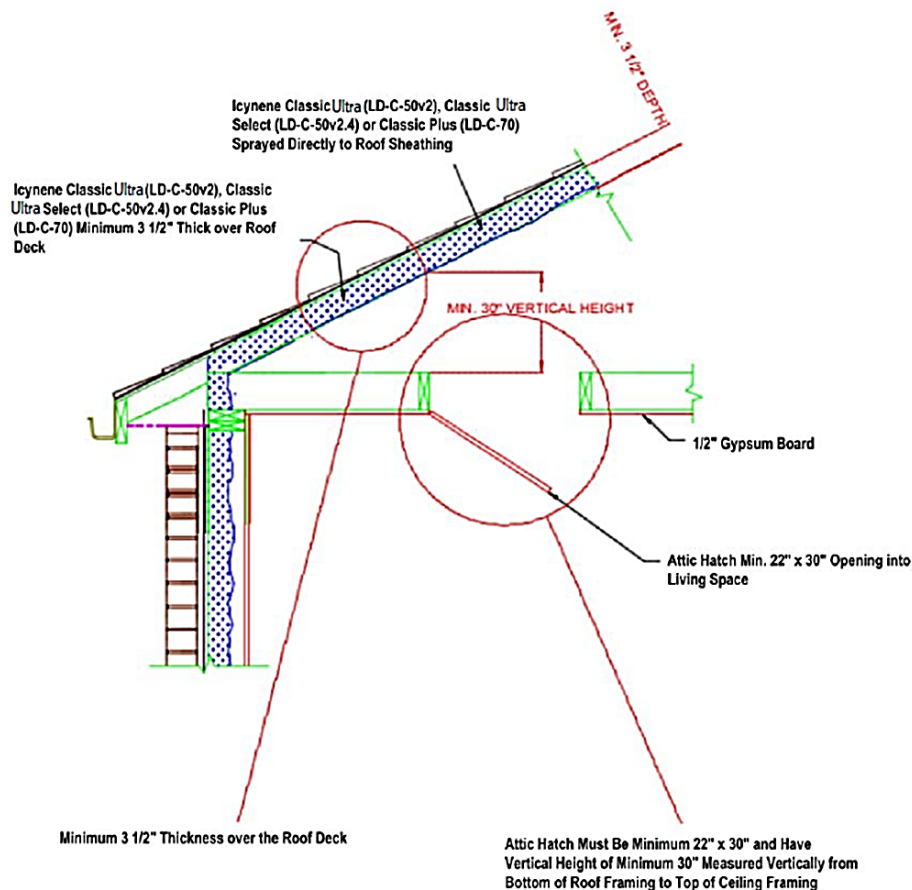 MIN. 3 1/2" DEPTH
Icynene Classic Ultra (LD-C-50v2), Classic Ultra
Select (LD-C-50v2.4) or Classic Plus (LD-C-70)
Sprayed Directly to Roof Sheathing
Icynene Classic Ultra (LD-C-50v2), Classic
Ultra Select (LD-C-50v2.4) or Classic Plus
(LD-C-70) Minimum 3 1/2" Thick over Roof
Deck
MIN. 30" VERTICAL HEIGHT
1/2" Gypsum Board
Attic Hatch Min. 22" x 30" Opening into
Living Space
Minimum 3 1/2" Thickness over the Roof Deck
Attic Hatch Must Be Minimum 22" x 30" and Have
Vertical Height of Minimum 30" Measured Vertically from
Bottom of Roof Framing to Top of Ceiling Framing